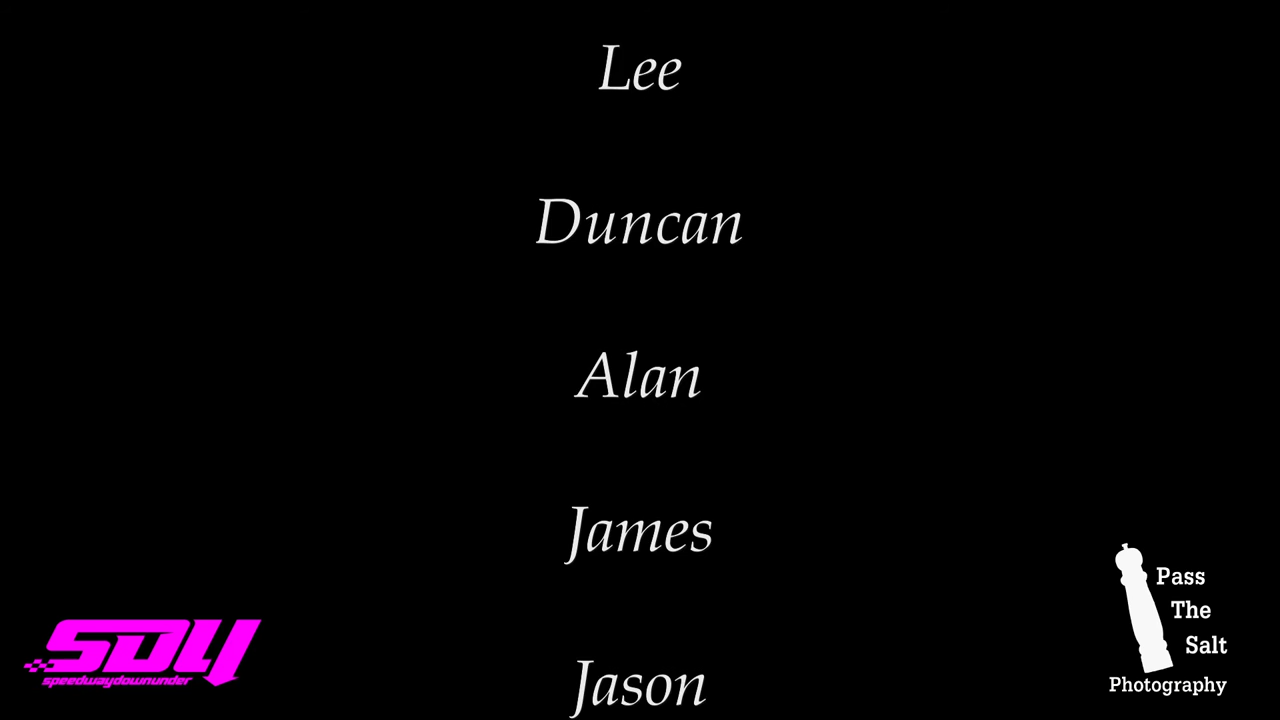 Lee
Duncan
Alan
James
Jason
SDU
speedwaydownunder
Pass
The
Salt
Photography